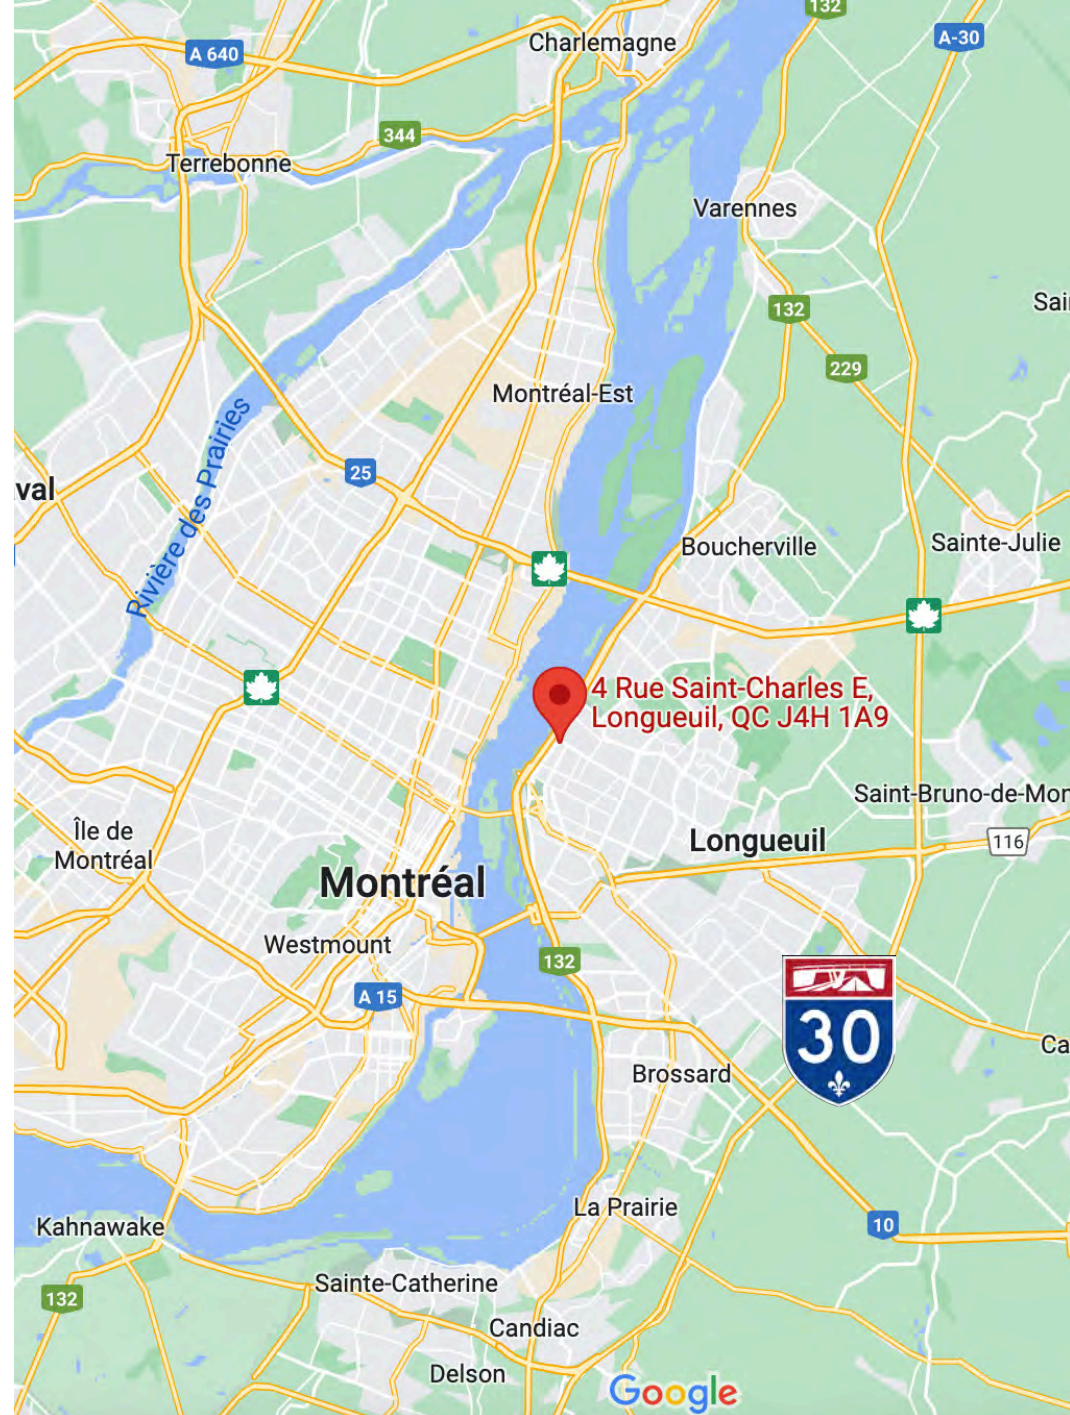 132
Charlemagne
A-30
A 640
344
Terrebonne
Varennes
Sai
132
229
Montréal-Est
Rivière des Prairies
25
val
Boucherville
Sainte-Julie
4 Rue Saint-Charles E,
Longueuil, QC J4H 1A9
Saint-Bruno-de-Mon
Île de
Montréal
Longueuil
116
Montréal
Westmount
132
A 15
30
Ca
Brossard
La Prairie
10
Kahnawake
132
Sainte-Catherine
Candiac
Delson
Google